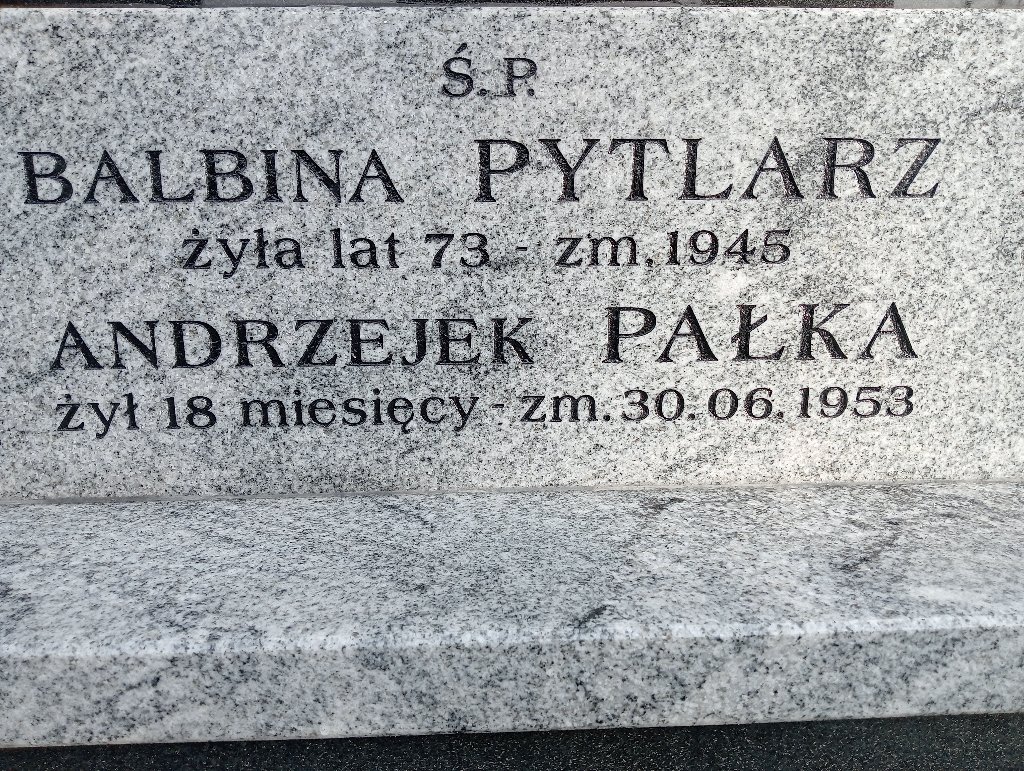 Ś.P.
BALBINA PYTLARZ
żyła lat 73 - zm. 1945
ANDRZEJEK PAŁKA
żył 18 miesięcy - zm. 30.06.1953